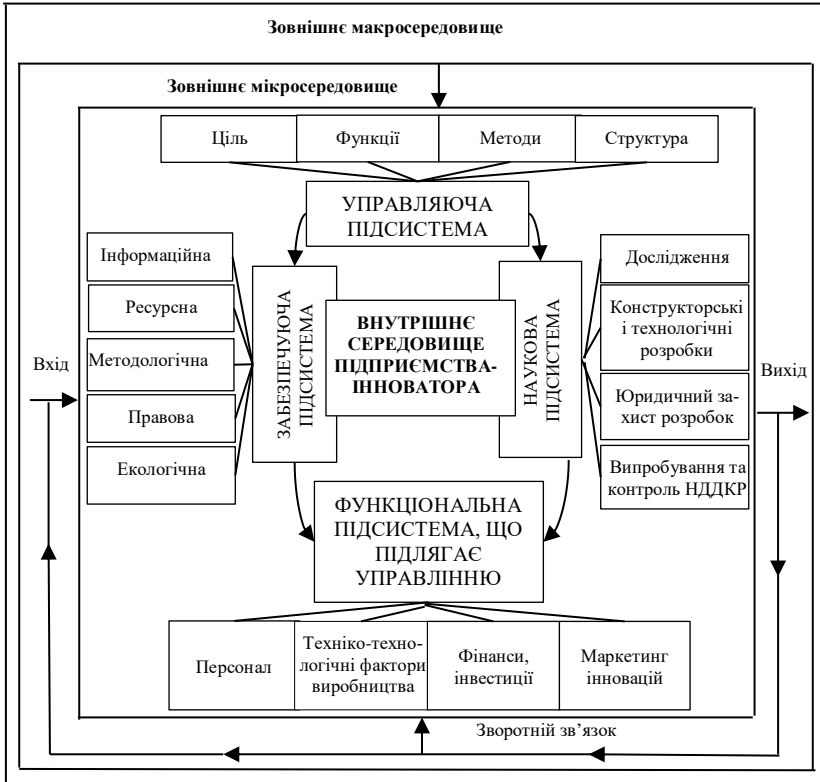 Зовнішнє макросередовище
Зовнішнє мікросередовище
Ціль
Функції
Методи
Структура
УПРАВЛЯЮЧА
ПІДСИСТЕМА
Інформаційна
Ресурсна
Методологічна
Правова
Екологічна
Вхід
ЗАБЕЗПЕЧУЮЧА
ПІДСИСТЕМА
ВНУТРІШНЄ
СЕРЕДОВИЩЕ
ПІДПРИЄМСТВА-
ІННОВАТОРА
НАУКОВА
ПІДСИСТЕМА
Дослідження
Конструкторські
і технологічні
розробки
Юридичний за-
хист розробок
Випробування та
контроль НДДКР
Вихід
ФУНКЦІОНАЛЬНА
ПІДСИСТЕМА, ЩО
ПІДЛЯГАЄ
УПРАВЛІННЮ
Персонал
Техніко-техно-
логічні фактори
виробництва
Фінанси,
інвестиції
Маркетинг
інновацій
Зворотній зв’язок